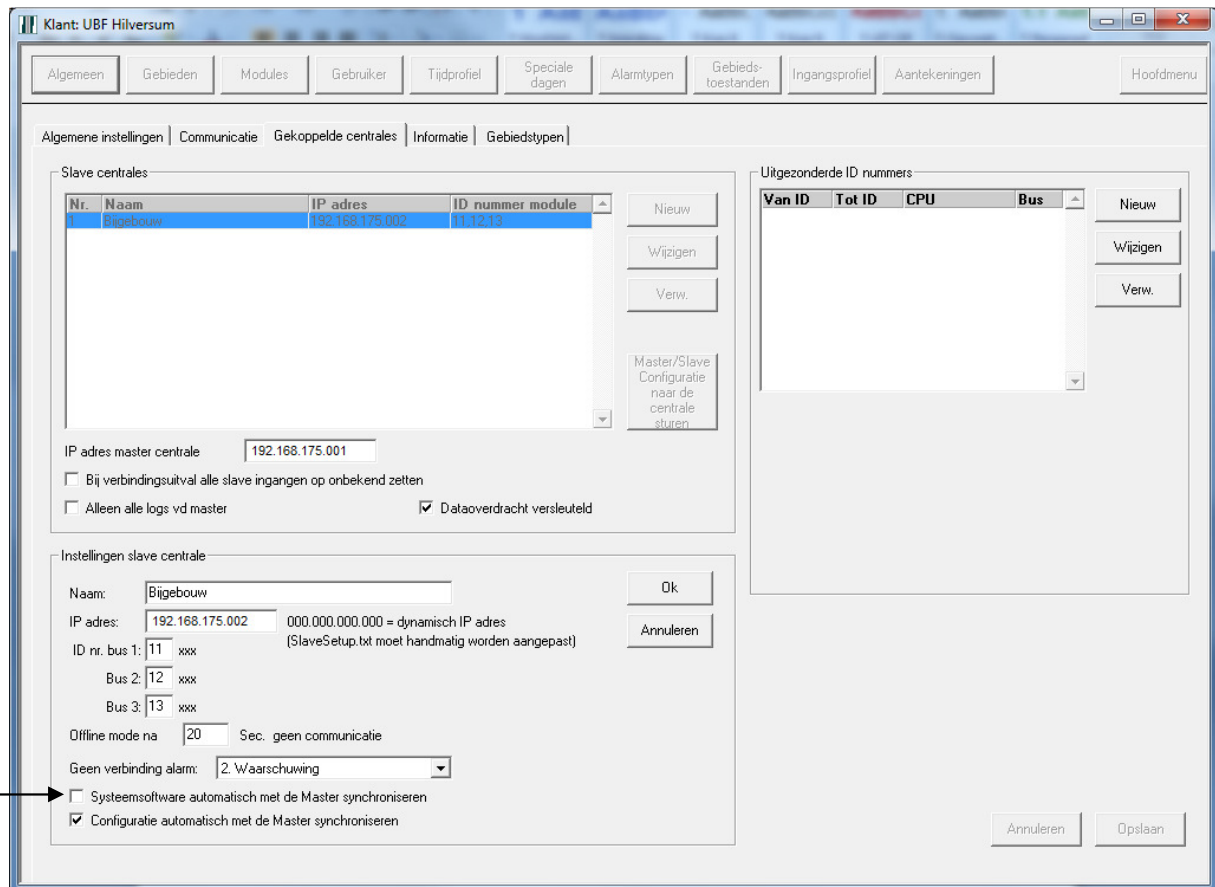 Klant: UBF Hilversum
Algemeen Gebieden Modules Gebruiker Tijdprofiel Speciale dagen Alarmtypen Gebieds- toestanden Ingangsprofiel Aantekeningen Hoofdmenu
Algemene instellingen Communicatie Gekoppelde centrales Informatie Gebiedstypen
Slave centrales
Nr. Naam IP adres ID nummer module
1 Bijgebouw 192.168.175.002 11,12,13
Nieuw
Wijzigen
Verw.
Master/Slave
Configuratie
naar de
centrale
sturen
IP adres master centrale 192.168.175.001
Bij verbindingsuitval alle slave ingangen op onbekend zetten
Alleen alle logs vd master Dataoverdracht versleuteld
Uitgezonderde ID nummers
Van ID Tot ID CPU Bus
Nieuw
Wijzigen
Verw.
Instellingen slave centrale
Naam: Bijgebouw
IP adres: 192.168.175.002 000.000.000.000 = dynamisch IP adres
(SlaveSetup.txt moet handmatig worden aangepast)
ID nr. bus 1: 11 xxx
Bus 2: 12 xxx
Bus 3: 13 xxx
Offline mode na 20 Sec. geen communicatie
Geen verbinding alarm: 2. Waarschuwing
Systeemsoftware automatisch met de Master synchroniseren
Configuratie automatisch met de Master synchroniseren
Ok
Annuleren
Annuleren Opslaan